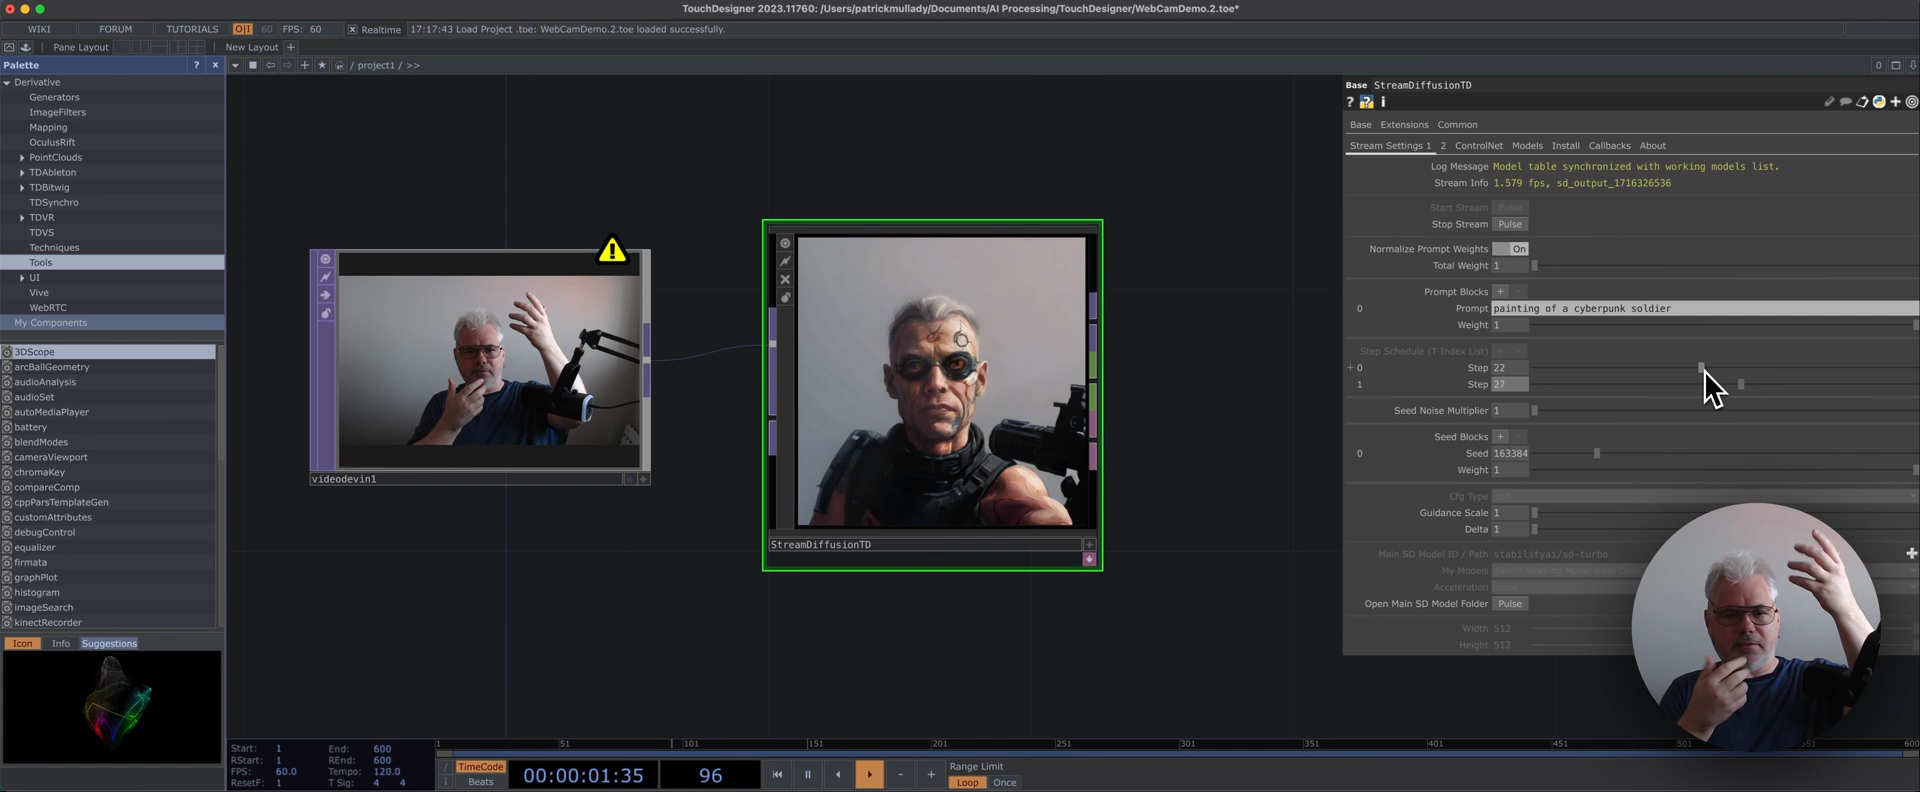 TouchDesigner 2023.11760: /Users/patrickmullady/Documents/AI Processing/TouchDesigner/WebCamDemo.2.toe*
WIKI FORUM TUTORIALS O|I 60 FPS: 60 Realtime 17:17:43 Load Project .toe: WebCamDemo.2.toe loaded successfully.
Pane Layout New Layout +
Palette ? x / project1 / >> 0
Derivative
Generators
ImageFilters
Mapping
OculusRift
PointClouds
TDAbleton
TDBitwig
TDSynchro
TDVR
TDVS
Techniques
Tools
UI
Vive
WebRTC
My Components
3DScope
arcBallGeometry
audioAnalysis
audioSet
autoMediaPlayer
battery
blendModes
cameraViewport
chromaKey
compareComp
cppParsTemplateGen
customAttributes
debugControl
equalizer
firmata
graphPlot
histogram
imageSearch
kinectRecorder
Icon Info Suggestions
videodevin1
StreamDiffusionTD
Base StreamDiffusionTD
? ? i
Base Extensions Common
Stream Settings 1 2 ControlNet Models Install Callbacks About
Log Message Model table synchronized with working models list.
Stream Info 1.579 fps, sd_output_1716326536
Start Stream Pulse
Stop Stream Pulse
Normalize Prompt Weights On
Total Weight 1
Prompt Blocks + -
0 Prompt painting of a cyberpunk soldier
Weight 1
Step Schedule (T Index List) + -
+ 0 Step 22
1 Step 27
Seed Noise Multiplier 1
Seed Blocks + -
0 Seed 163384
Weight 1
Cfg Type
Guidance Scale 1
Delta 1
Main SD Model ID / Path stabilityai/sd-turbo
My Models
Acceleration
Open Main SD Model Folder Pulse
Width 512
Height 512
Start: 1 End: 600
RStart: 1 REnd: 600
FPS: 60.0 Tempo: 120.0
ResetF: 1 T Sig: 4 4
1 51 101 151 201 251 301 351 401 451 501 551 600
TimeCode
Beats
00:00:01:35 96
Range Limit
Loop Once